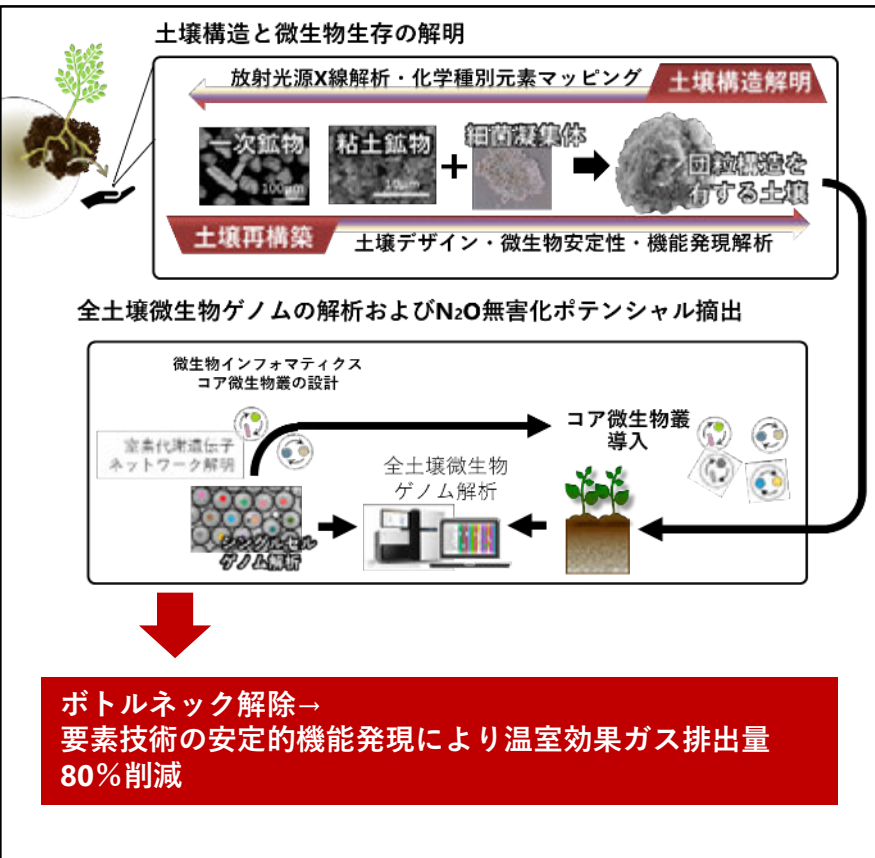 土壌構造と微生物生存の解明
放射光源X線解析・化学種別元素マッピング
土壌構造解明
一次鉱物
100μm
粘土鉱物
10μm
+
細菌凝集体
団粒構造を
有する土壌
土壌再構築
土壌デザイン・微生物安定性・機能発現解析
全土壌微生物ゲノムの解析およびN₂O無害化ポテンシャル摘出
微生物インフォマティクス
コア微生物叢の設計
窒素代謝遺伝子
ネットワーク解明
コア微生物叢
導入
全土壌微生物
ゲノム解析
シングルセル
ゲノム解析
ボトルネック解除→
要素技術の安定的機能発現により温室効果ガス排出量
80%削減